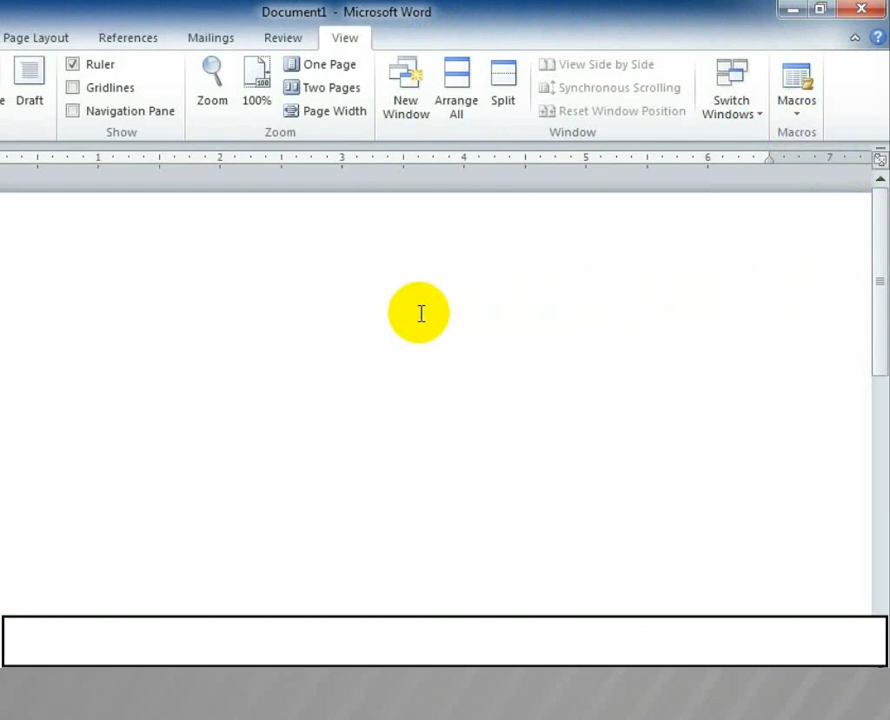 Document1 - Microsoft Word
Page Layout References Mailings Review View
Ruler One Page View Side by Side
Gridlines Two Pages Synchronous Scrolling
Navigation Pane Page Width Reset Window Position
e Draft Zoom 100% New Window Arrange All Split Switch Windows Macros
100
Show Zoom Window Macros
1 2 3 4 5 6 7